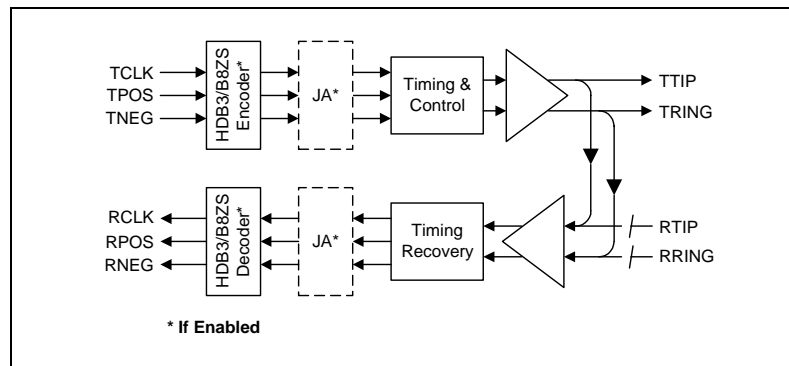 TCLK
TPOS
TNEG
HDB3/B8ZS
Encoder*
JA*
Timing &
Control
TTIP
TRING
RCLK
RPOS
RNEG
HDB3/B8ZS
Decoder*
JA*
Timing
Recovery
RTIP
RRING
* If Enabled